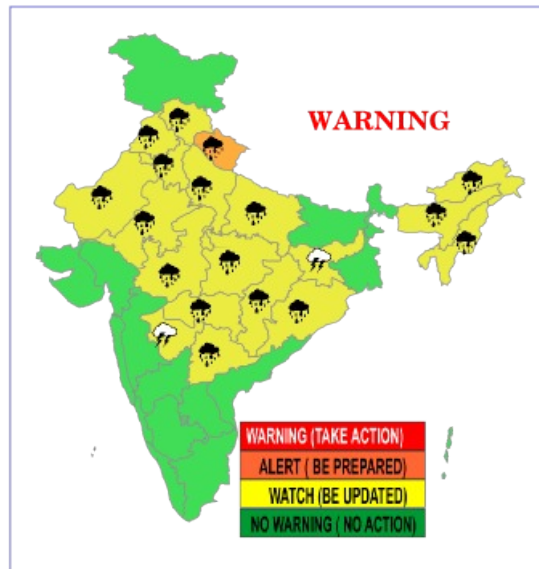 WARNING
WARNING (TAKE ACTION)
ALERT ( BE PREPARED)
WATCH (BE UPDATED)
NO WARNING ( NO ACTION)